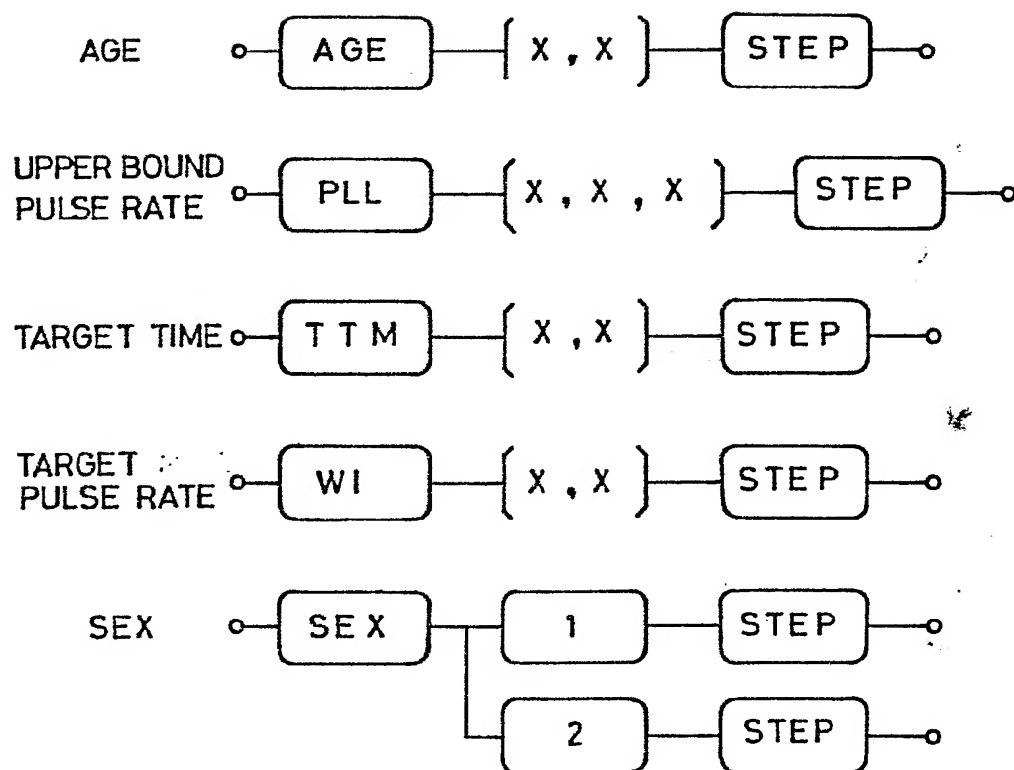 AGE AGE X , X STEP
UPPER BOUND
PULSE RATE PLL X , X , X STEP
TARGET TIME TTM X , X STEP
TARGET
PULSE RATE WI X , X STEP
SEX SEX 1 STEP
2 STEP